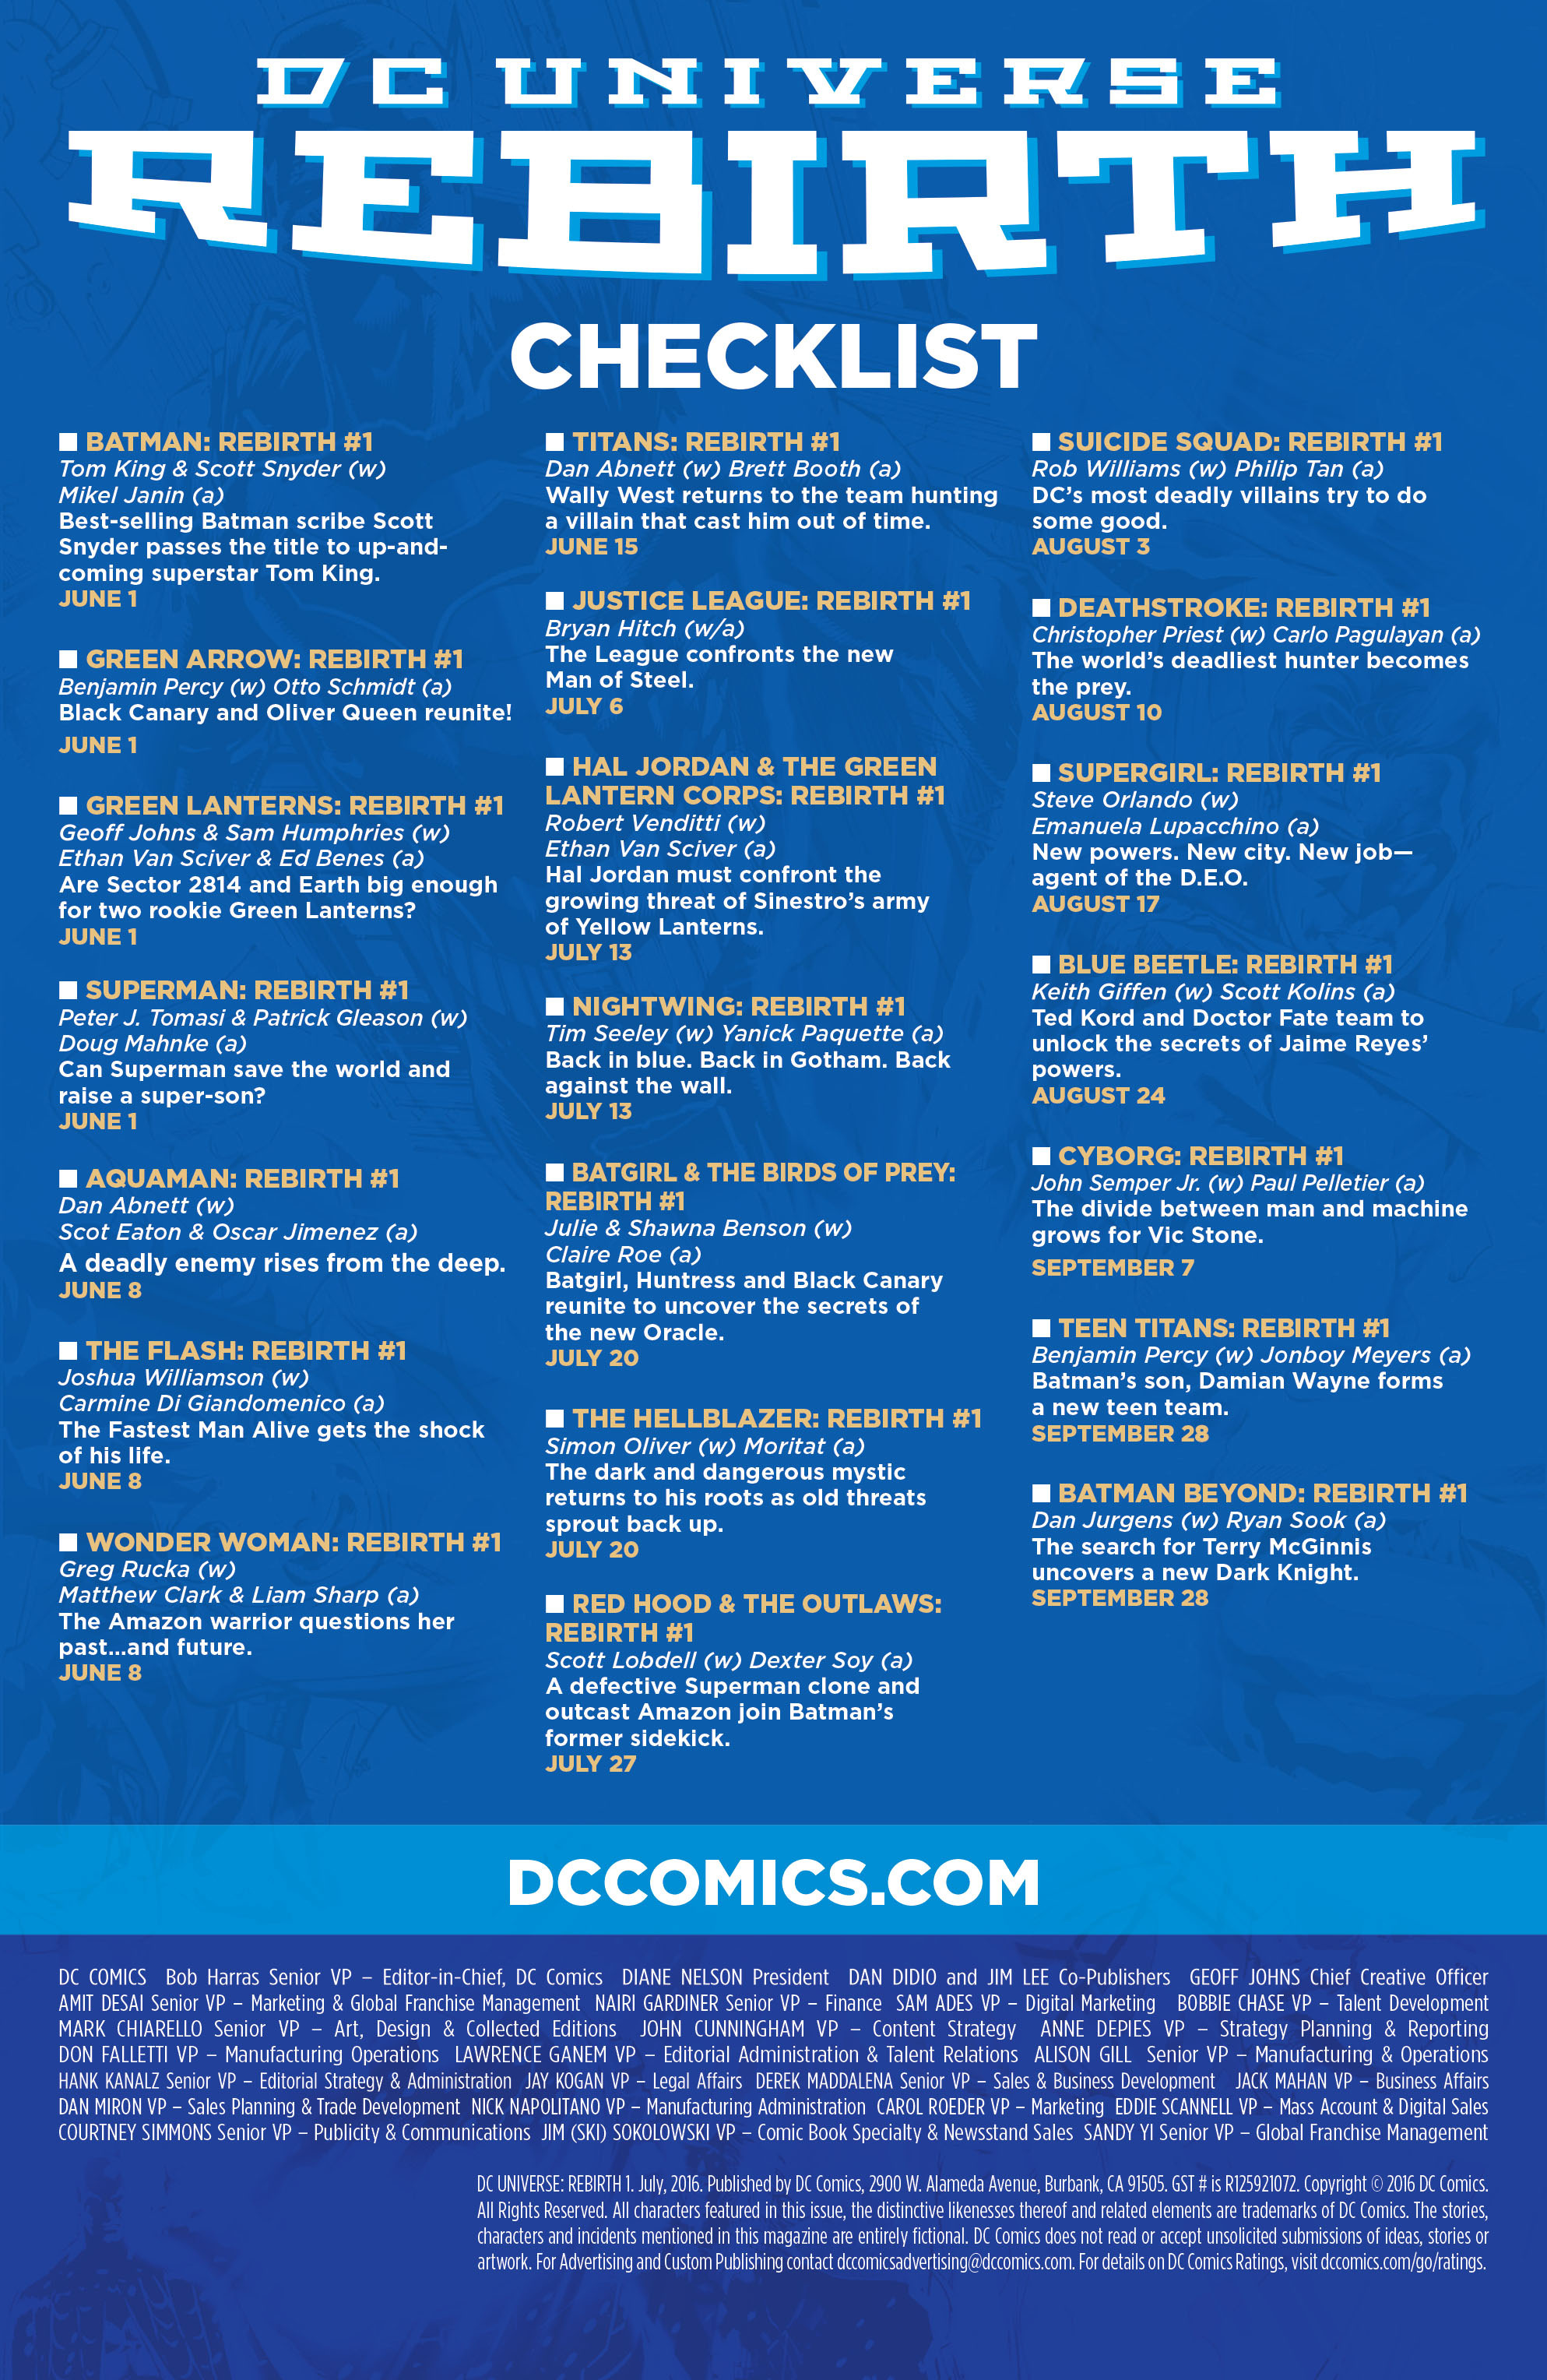 DC UNIVERSE
REBIRTH
CHECKLIST
BATMAN: REBIRTH #1
Tom King & Scott Snyder (w)
Mikel Janin (a)
Best-selling Batman scribe Scott
Snyder passes the title to up-and-
coming superstar Tom King.
JUNE 1
GREEN ARROW: REBIRTH #1
Benjamin Percy (w) Otto Schmidt (a)
Black Canary and Oliver Queen reunite!
JUNE 1
GREEN LANTERNS: REBIRTH #1
Geoff Johns & Sam Humphries (w)
Ethan Van Sciver & Ed Benes (a)
Are Sector 2814 and Earth big enough
for two rookie Green Lanterns?
JUNE 1
SUPERMAN: REBIRTH #1
Peter J. Tomasi & Patrick Gleason (w)
Doug Mahnke (a)
Can Superman save the world and
raise a super-son?
JUNE 1
AQUAMAN: REBIRTH #1
Dan Abnett (w)
Scot Eaton & Oscar Jimenez (a)
A deadly enemy rises from the deep.
JUNE 8
THE FLASH: REBIRTH #1
Joshua Williamson (w)
Carmine Di Giandomenico (a)
The Fastest Man Alive gets the shock
of his life.
JUNE 8
WONDER WOMAN: REBIRTH #1
Greg Rucka (w)
Matthew Clark & Liam Sharp (a)
The Amazon warrior questions her
past...and future.
JUNE 8
TITANS: REBIRTH #1
Dan Abnett (w) Brett Booth (a)
Wally West returns to the team hunting
a villain that cast him out of time.
JUNE 15
JUSTICE LEAGUE: REBIRTH #1
Bryan Hitch (w/a)
The League confronts the new
Man of Steel.
JULY 6
HAL JORDAN & THE GREEN
LANTERN CORPS: REBIRTH #1
Robert Venditti (w)
Ethan Van Sciver (a)
Hal Jordan must confront the
growing threat of Sinestro's army
of Yellow Lanterns.
JULY 13
NIGHTWING: REBIRTH #1
Tim Seeley (w) Yanick Paquette (a)
Back in blue. Back in Gotham. Back
against the wall.
JULY 13
BATGIRL & THE BIRDS OF PREY:
REBIRTH #1
Julie & Shawna Benson (w)
Claire Roe (a)
Batgirl, Huntress and Black Canary
reunite to uncover the secrets of
the new Oracle.
JULY 20
THE HELLBLAZER: REBIRTH #1
Simon Oliver (w) Moritat (a)
The dark and dangerous mystic
returns to his roots as old threats
sprout back up.
JULY 20
RED HOOD & THE OUTLAWS:
REBIRTH #1
Scott Lobdell (w) Dexter Soy (a)
A defective Superman clone and
outcast Amazon join Batman's
former sidekick.
JULY 27
SUICIDE SQUAD: REBIRTH #1
Rob Williams (w) Philip Tan (a)
DC's most deadly villains try to do
some good.
AUGUST 3
DEATHSTROKE: REBIRTH #1
Christopher Priest (w) Carlo Pagulayan (a)
The world's deadliest hunter becomes
the prey.
AUGUST 10
SUPERGIRL: REBIRTH #1
Steve Orlando (w)
Emanuela Lupacchino (a)
New powers. New city. New job—
agent of the D.E.O.
AUGUST 17
BLUE BEETLE: REBIRTH #1
Keith Giffen (w) Scott Kolins (a)
Ted Kord and Doctor Fate team to
unlock the secrets of Jaime Reyes'
powers.
AUGUST 24
CYBORG: REBIRTH #1
John Semper Jr. (w) Paul Pelletier (a)
The divide between man and machine
grows for Vic Stone.
SEPTEMBER 7
TEEN TITANS: REBIRTH #1
Benjamin Percy (w) Jonboy Meyers (a)
Batman's son, Damian Wayne forms
a new teen team.
SEPTEMBER 28
BATMAN BEYOND: REBIRTH #1
Dan Jurgens (w) Ryan Sook (a)
The search for Terry McGinnis
uncovers a new Dark Knight.
SEPTEMBER 28
DCCOMICS.COM
DC COMICS Bob Harras Senior VP – Editor-in-Chief, DC Comics DIANE NELSON President DAN DIDIO and JIM LEE Co-Publishers GEOFF JOHNS Chief Creative Officer
AMIT DESAI Senior VP – Marketing & Global Franchise Management NAIRI GARDINER Senior VP – Finance SAM ADES VP – Digital Marketing BOBBIE CHASE VP – Talent Development
MARK CHIARELLO Senior VP – Art, Design & Collected Editions JOHN CUNNINGHAM VP – Content Strategy ANNE DEPIES VP – Strategy Planning & Reporting
DON FALLETTI VP – Manufacturing Operations LAWRENCE GANEM VP – Editorial Administration & Talent Relations ALISON GILL Senior VP – Manufacturing & Operations
HANK KANALZ Senior VP – Editorial Strategy & Administration JAY KOGAN VP – Legal Affairs DEREK MADDALENA Senior VP – Sales & Business Development JACK MAHAN VP – Business Affairs
DAN MIRON VP – Sales Planning & Trade Development NICK NAPOLITANO VP – Manufacturing Administration CAROL ROEDER VP – Marketing EDDIE SCANNELL VP – Mass Account & Digital Sales
COURTNEY SIMMONS Senior VP – Publicity & Communications JIM (SKI) SOKOLOWSKI VP – Comic Book Specialty & Newsstand Sales SANDY YI Senior VP – Global Franchise Management
DC UNIVERSE: REBIRTH 1. July, 2016. Published by DC Comics, 2900 W. Alameda Avenue, Burbank, CA 91505. GST # is R125921072. Copyright © 2016 DC Comics.
All Rights Reserved. All characters featured in this issue, the distinctive likenesses thereof and related elements are trademarks of DC Comics. The stories,
characters and incidents mentioned in this magazine are entirely fictional. DC Comics does not read or accept unsolicited submissions of ideas, stories or
artwork. For Advertising and Custom Publishing contact dccomicsadvertising@dccomics.com. For details on DC Comics Ratings, visit dccomics.com/go/ratings.